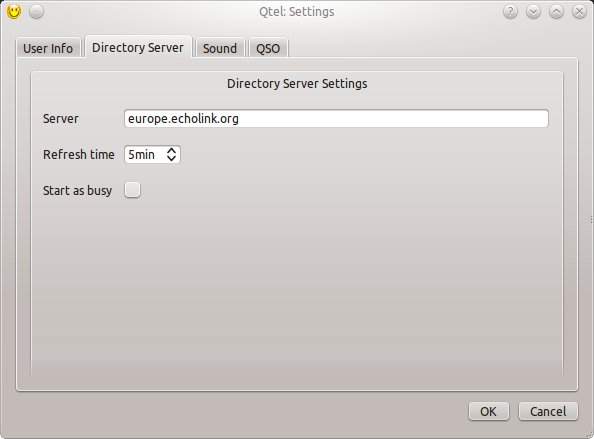 Qtel: Settings
User Info
Directory Server
Sound
QSO
Directory Server Settings
Server europe.echolink.org
Refresh time 5min
Start as busy
OK Cancel